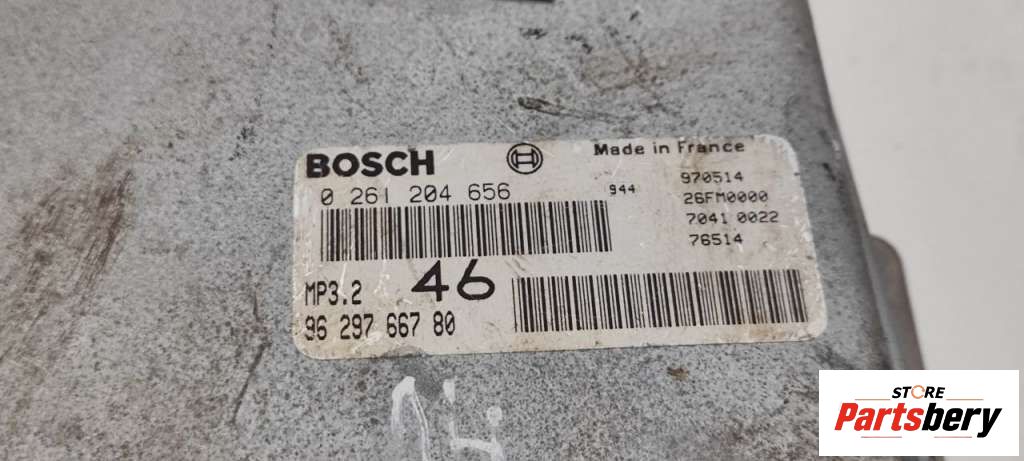 BOSCH Made in France
970514
0 261 204 656 944 26FM0000
7041 0022
76514
MP3.2 46
96 297 667 80
STORE
Partsbery